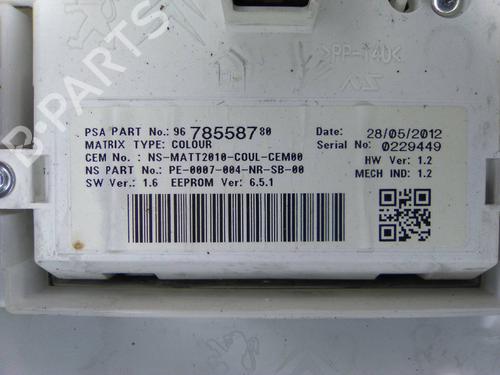 >PP-T40<
PSA PART No.: 96 785587 80
MATRIX TYPE: COLOUR
CEM No. : NS-MATT2010-COUL-CEM00
NS PART No.: PE-0007-004-NR-SB-00
SW Ver.: 1.6 EEPROM Ver: 6.5.1
Date: 28/05/2012
Serial No: 0229449
HW Ver: 1.2
MECH IND: 1.2
B-PARTS